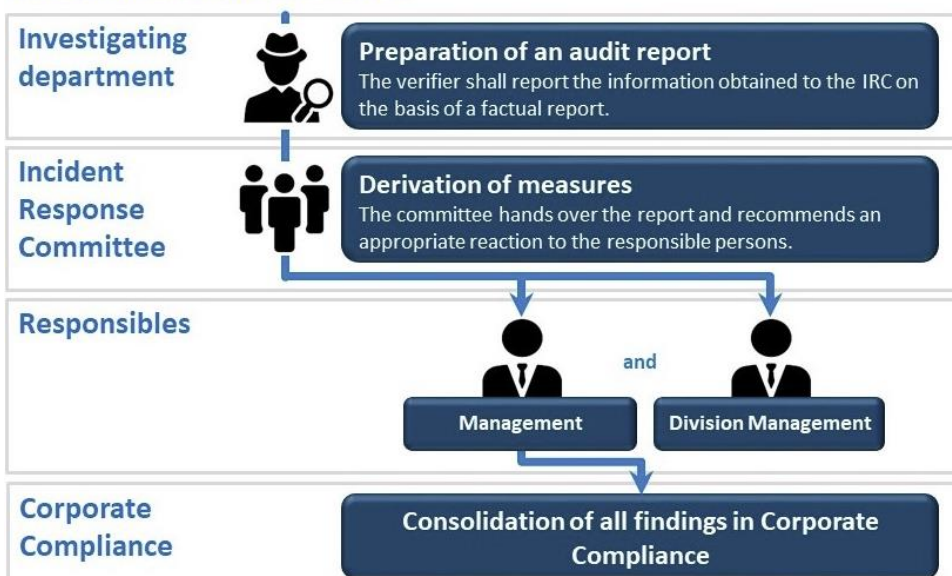 Investigating
department
Preparation of an audit report
The verifier shall report the information obtained to the IRC on
the basis of a factual report.
Incident
Response
Committee
Derivation of measures
The committee hands over the report and recommends an
appropriate reaction to the responsible persons.
Responsibles
and
Management
Division Management
Corporate
Compliance
Consolidation of all findings in Corporate
Compliance